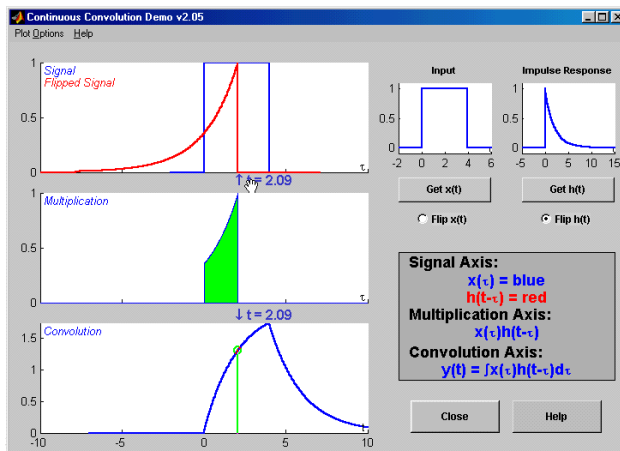 Continuous Convolution Demo v2.05
Plot Options Help
Signal
Flipped Signal
1
0.5
0
τ
↑t = 2.09
Multiplication
1
0.5
0
τ
↓t = 2.09
Convolution
1.5
1
0.5
0
-10 -5 0 5 10
Input
1
0.5
0
-2 0 2 4 6
Impulse Response
1
0.5
0
-5 0 5 10 15
Get x(t)
Get h(t)
Flip x(t)
Flip h(t)
Signal Axis:
x(τ) = blue
h(t-τ) = red
Multiplication Axis:
x(τ)h(t-τ)
Convolution Axis:
y(t) = ∫x(τ)h(t-τ)dτ
Close
Help